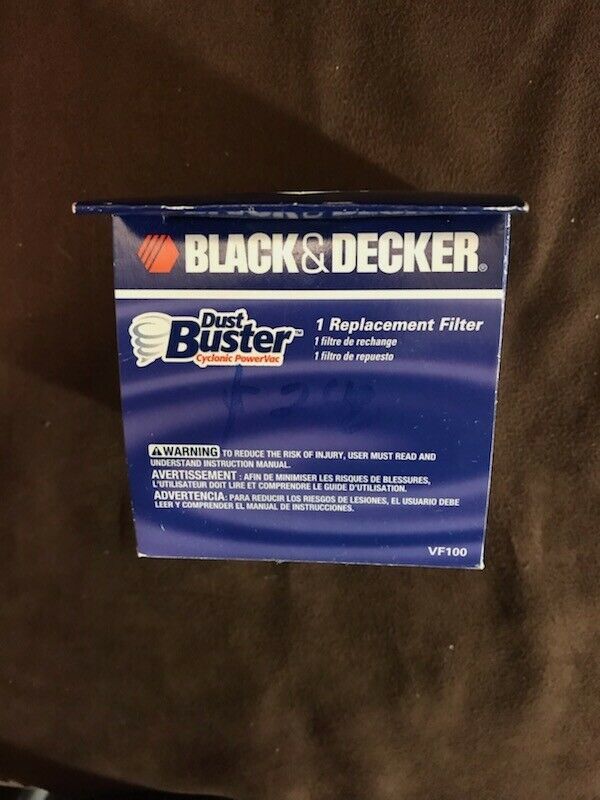 BLACK&DECKER®
Dust
Buster™
Cyclonic PowerVac
1 Replacement Filter
1 filtre de rechange
1 filtro de repuesto
WARNING TO REDUCE THE RISK OF INJURY, USER MUST READ AND
UNDERSTAND INSTRUCTION MANUAL.
AVERTISSEMENT : AFIN DE MINIMISER LES RISQUES DE BLESSURES,
L'UTILISATEUR DOIT LIRE ET COMPRENDRE LE GUIDE D'UTILISATION.
ADVERTENCIA: PARA REDUCIR LOS RIESGOS DE LESIONES, EL USUARIO DEBE
LEER Y COMPRENDER EL MANUAL DE INSTRUCCIONES.
VF100